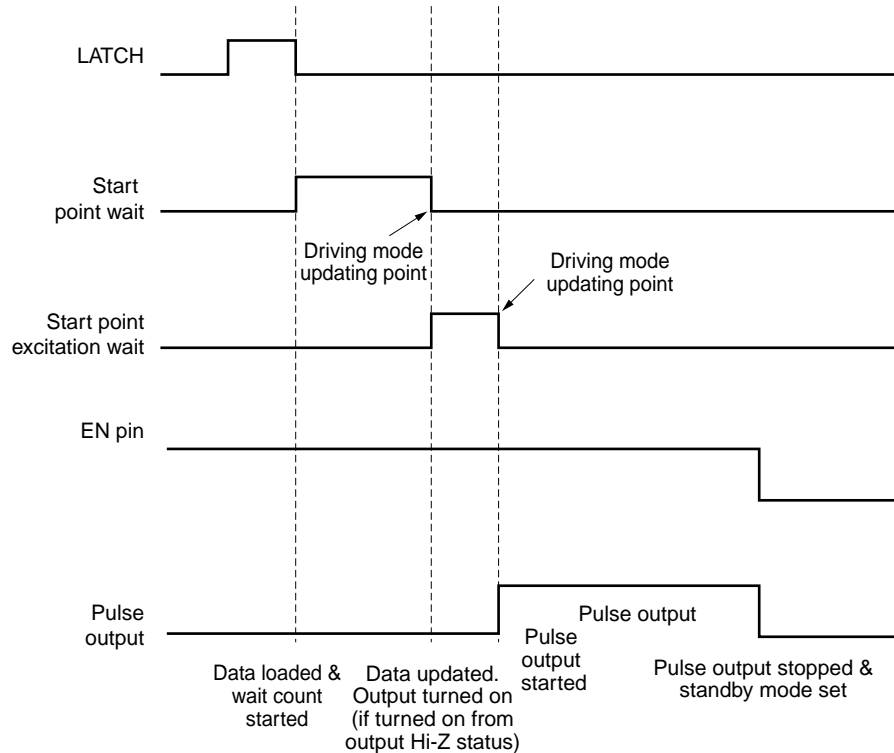 LATCH
Start
point wait
Driving mode
updating point
Driving mode
updating point
Start point
excitation wait
EN pin
Pulse
output
Pulse output
Pulse
output
started
Data loaded &
wait count
started
Data updated.
Output turned on
(if turned on from
output Hi-Z status)
Pulse output stopped &
standby mode set